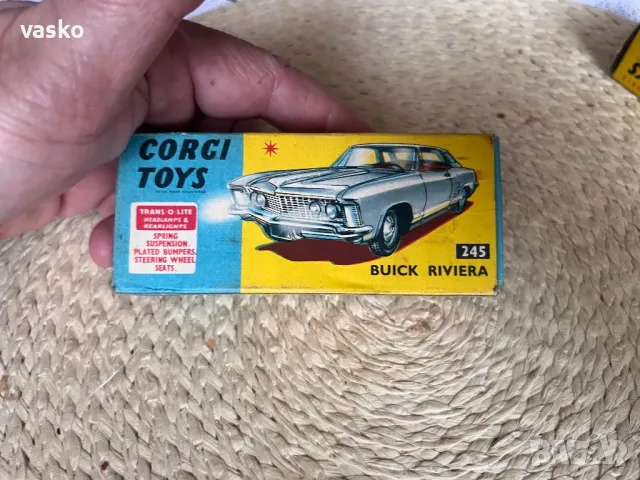 vasko
CORGI
TOYS
TRANS-O-LITE
HEADLAMPS &
REARLIGHTS
SPRING
SUSPENSION.
PLATED BUMPERS.
STEERING WHEEL
SEATS.
245
BUICK RIVIERA